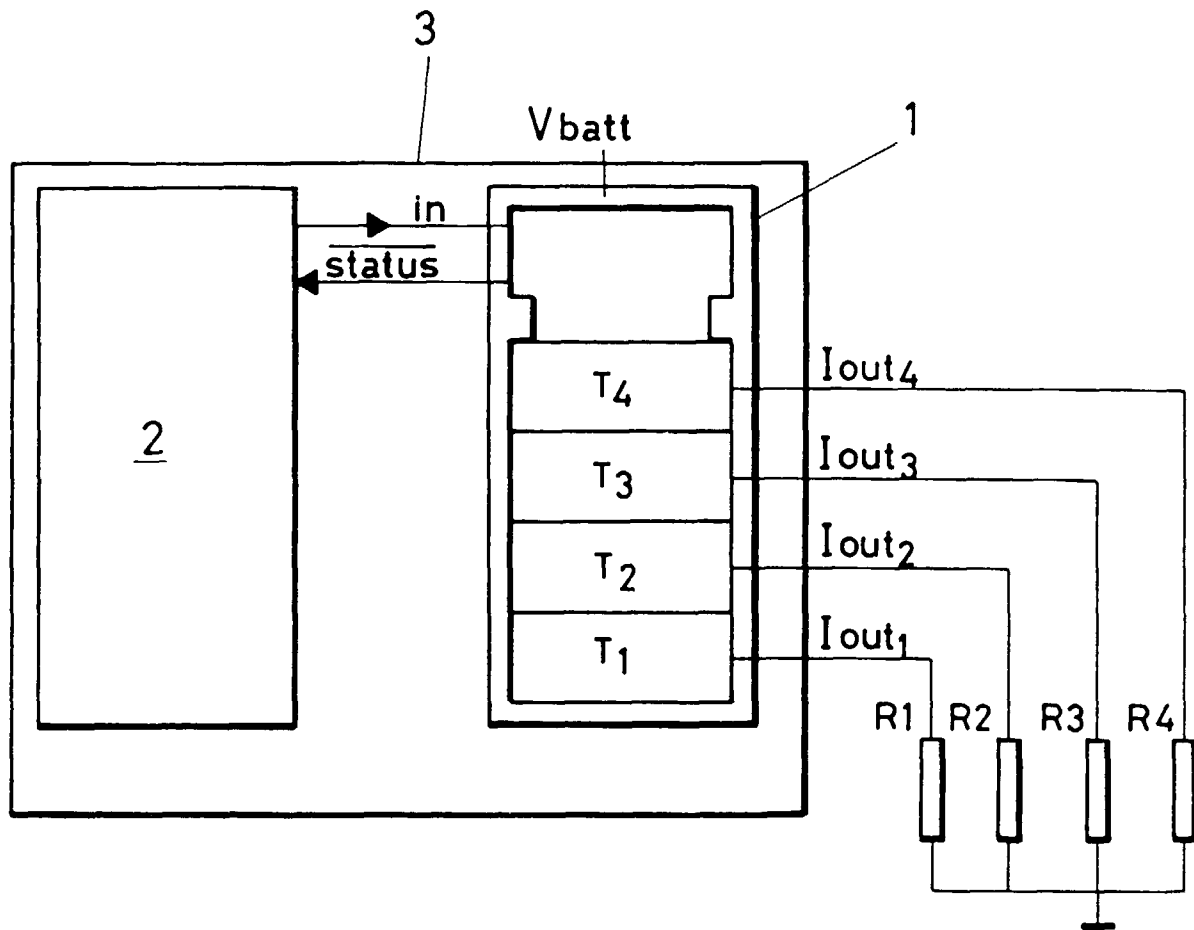 3
Vbatt
1
in
status
2
T4
Iout4
T3
Iout3
T2
Iout2
T1
Iout1
R1 R2 R3 R4